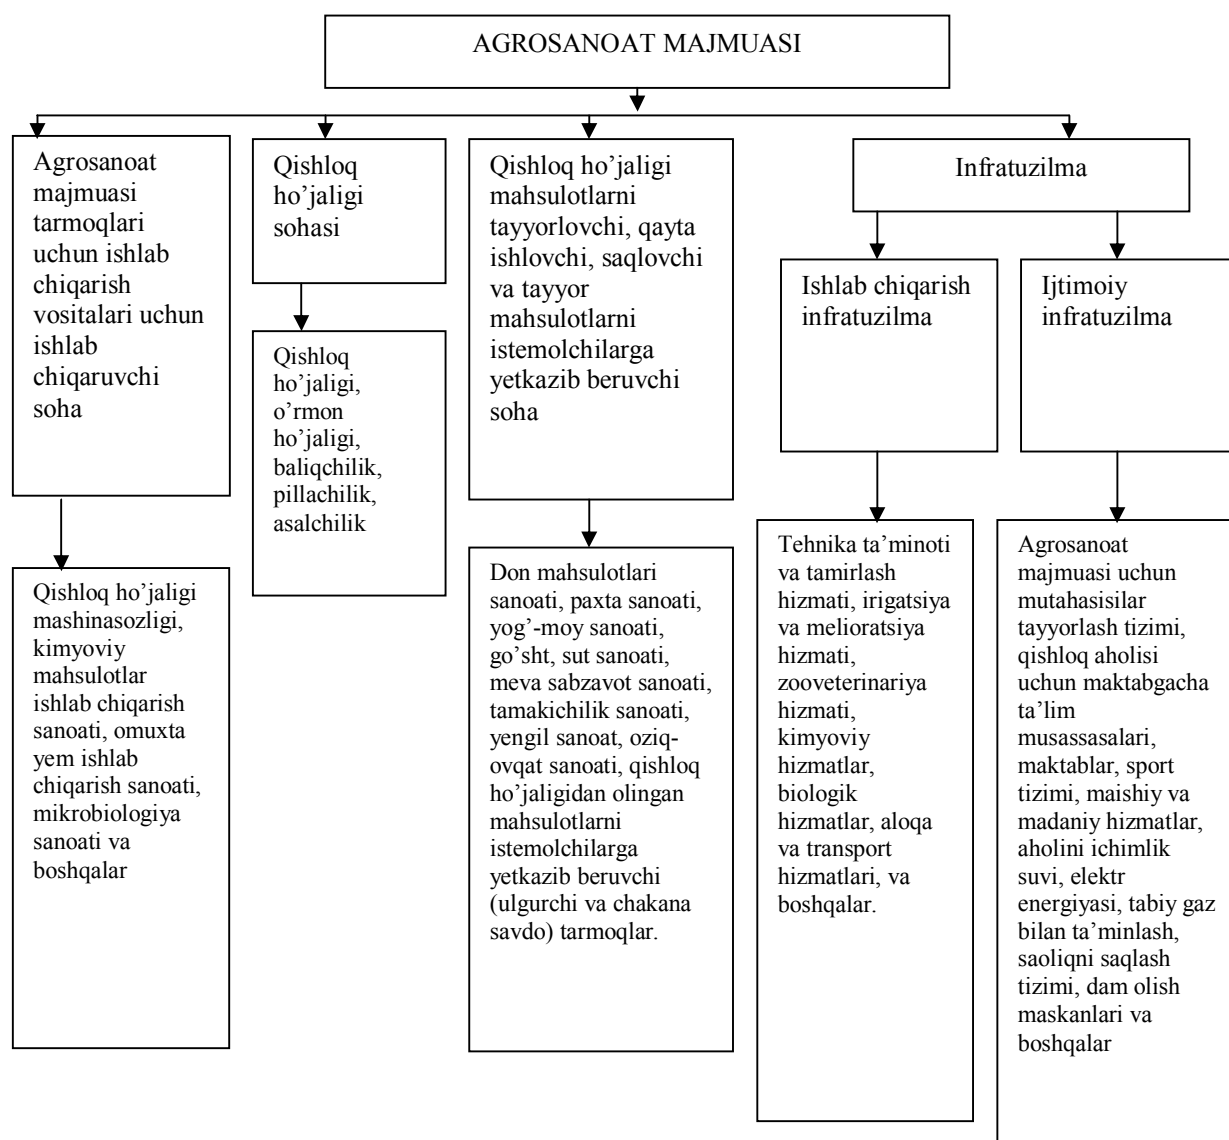 AGROSANOAT MAJMUASI
Agrosanoat
majmuasi
tarmoqlari
uchun ishlab
chiqarish
vositalari uchun
ishlab
chiqaruvchi
soha
Qishloq
ho’jaligi
sohasi
Qishloq ho’jaligi
mahsulotlarni
tayyorlovchi, qayta
ishlovchi, saqlovchi
va tayyor
mahsulotlarni
istemolchilarga
yetkazib beruvchi
soha
Infratuzilma
Ishlab chiqarish
infratuzilma
Ijtimoiy
infratuzilma
Qishloq ho’jaligi
mashinasozligi,
kimyoviy
mahsulotlar
ishlab chiqarish
sanoati, omuxta
yem ishlab
chiqarish sanoati,
mikrobiologiya
sanoati va
boshqalar
Qishloq
ho’jaligi,
o’rmon
ho’jaligi,
baliqchilik,
pillachilik,
asalchilik
Don mahsulotlari
sanoati, paxta sanoati,
yog’-moy sanoati,
go’sht, sut sanoati,
meva sabzavot sanoati,
tamakichilik sanoati,
yengil sanoat, oziq-
ovqat sanoati, qishloq
ho’jaligidan olingan
mahsulotlarni
istemolchilarga
yetkazib beruvchi
(ulgurchi va chakana
savdo) tarmoqlar.
Tehnika ta’minoti
va tamirlash
hizmati, irigatsiya
va melioratsiya
hizmati,
zooveterinariya
hizmati,
kimyoviy
hizmatlar,
biologik
hizmatlar, aloqa
va transport
hizmatlari, va
boshqalar.
Agrosanoat
majmuasi uchun
mutahasisilar
tayyorlash tizimi,
qishloq aholisi
uchun maktabgacha
ta’lim
musassasalari,
maktablar, sport
tizimi, maishiy va
madaniy hizmatlar,
aholini ichimlik
suvi, elektr
energiyasi, tabiy gaz
bilan ta’minlash,
saoliqni saqlash
tizimi, dam olish
maskanlari va
boshqalar